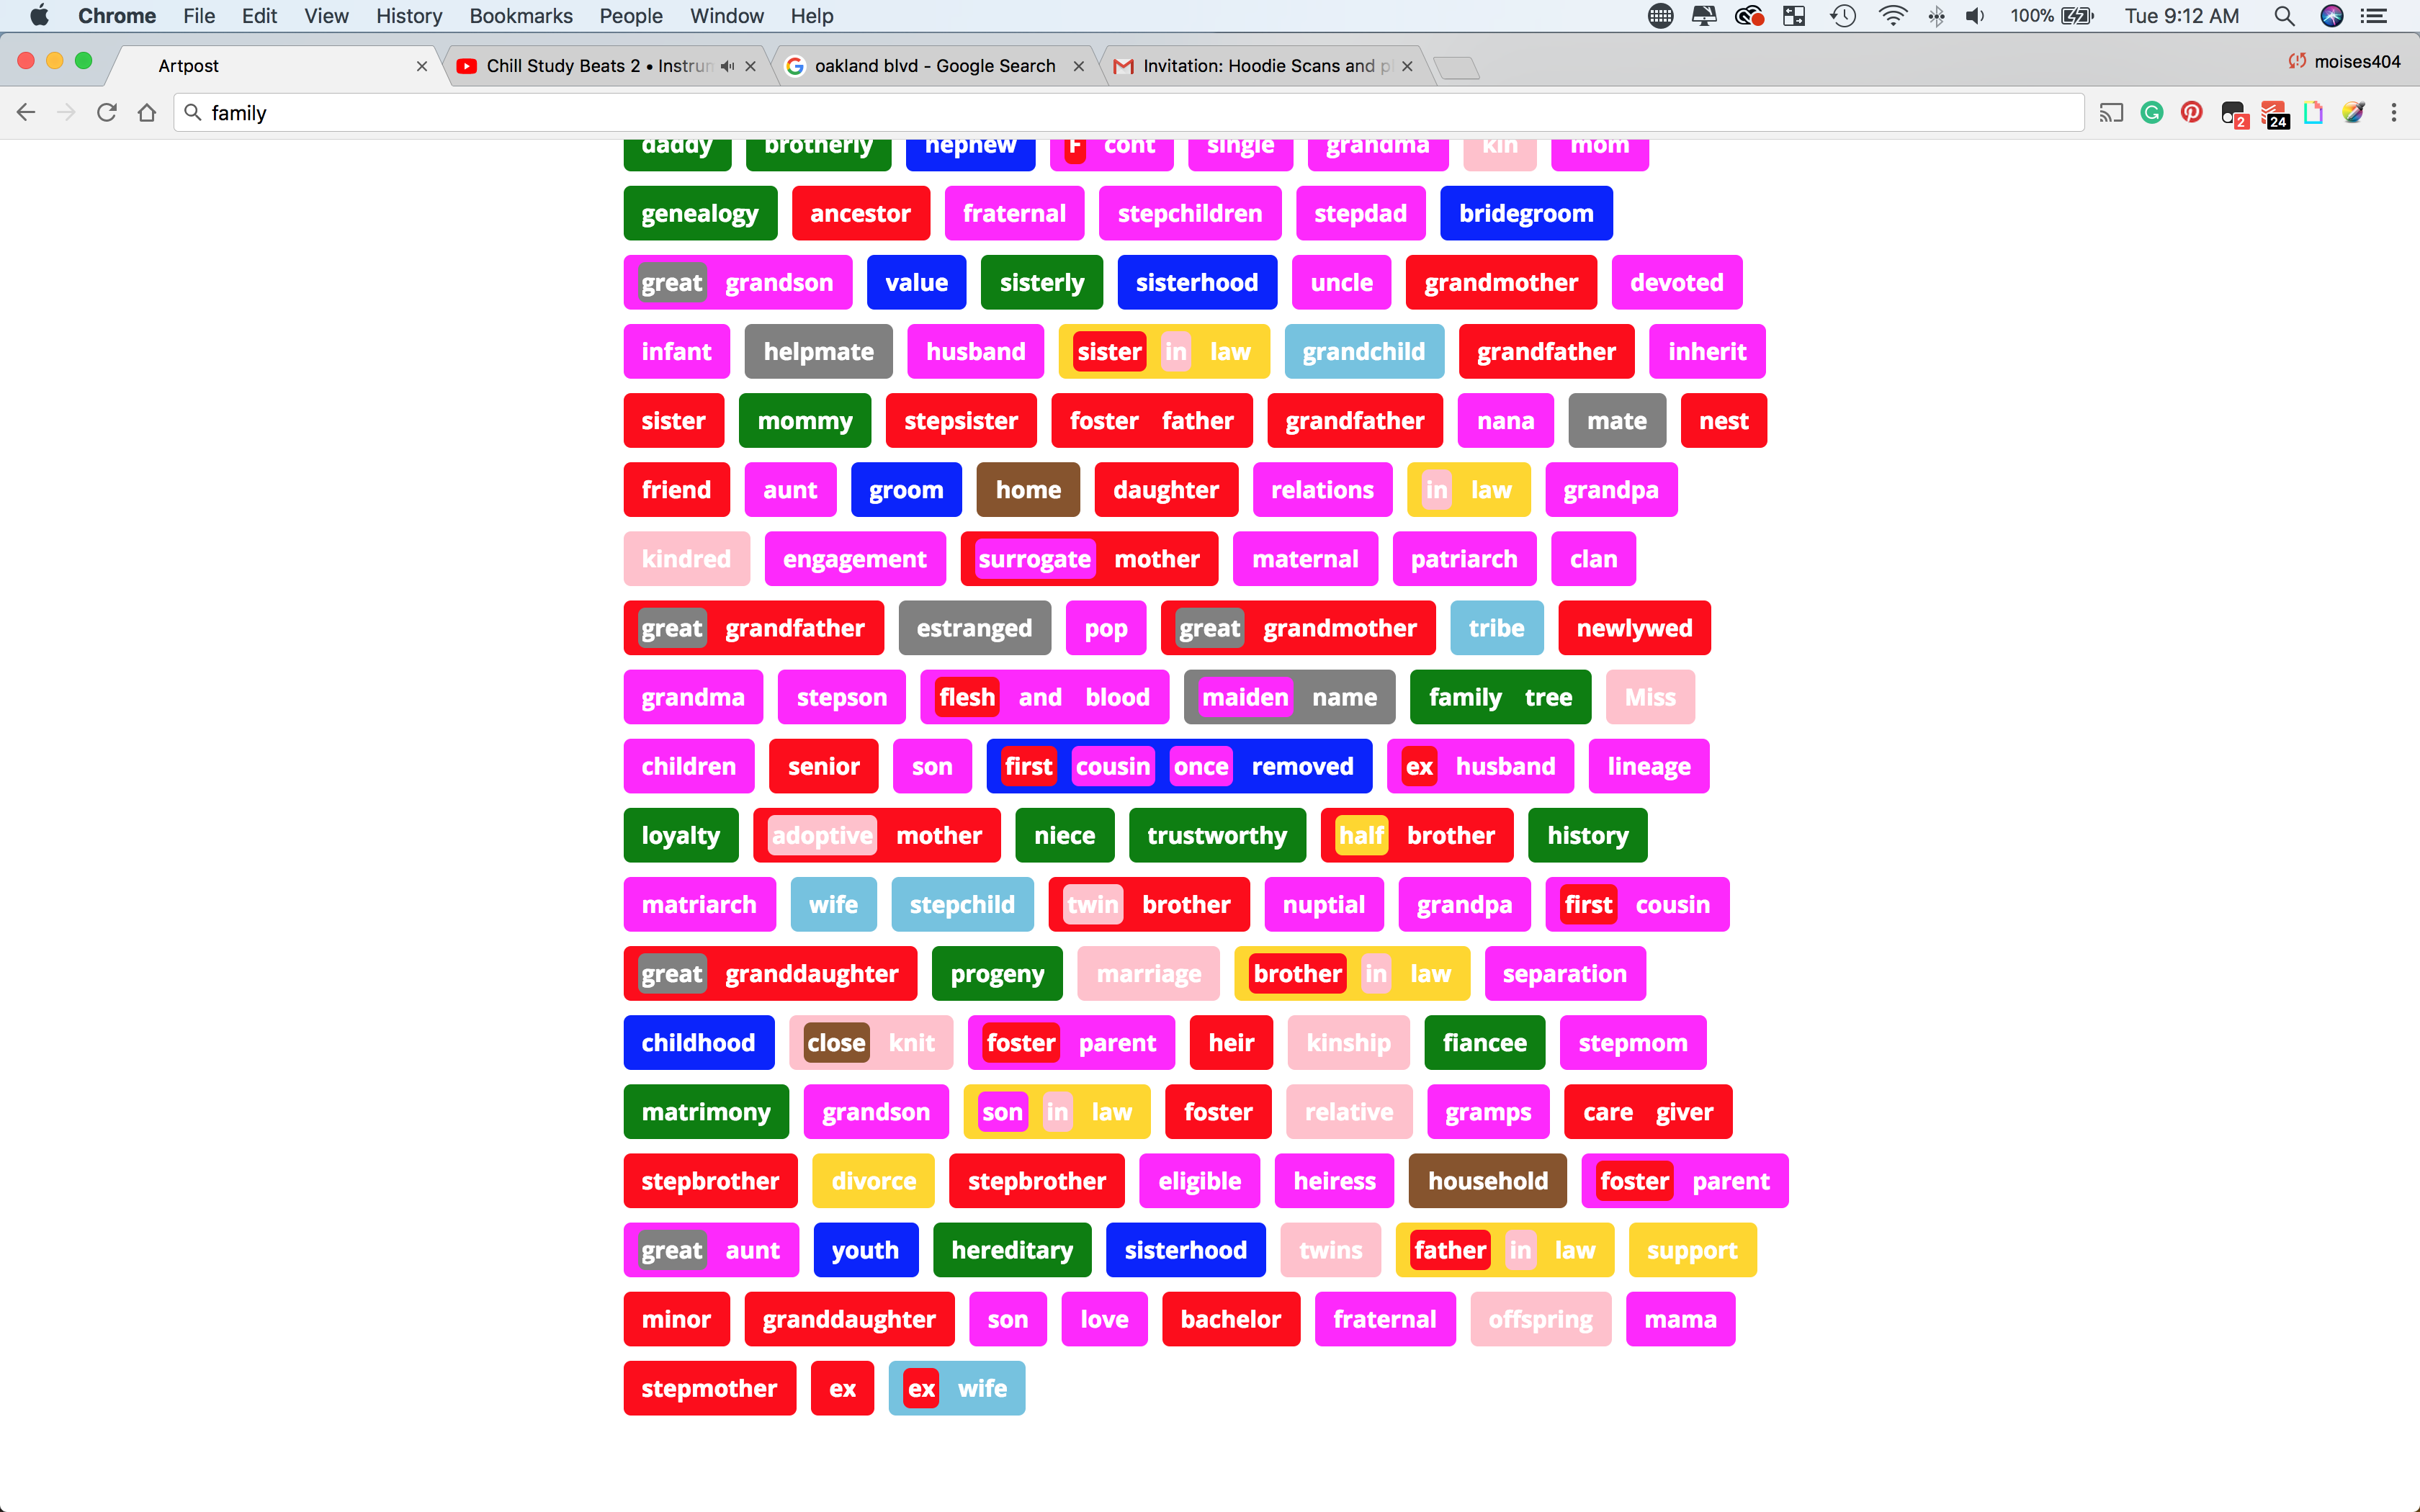 Chrome File Edit View History Bookmarks People Window Help 100% Tue 9:12 AM
Artpost Chill Study Beats 2 • Instrun oakland blvd - Google Search Invitation: Hoodie Scans and pl moises404
family 2 24
daddy brotherly nephew F cont single grandma kin mom
genealogy ancestor fraternal stepchildren stepdad bridegroom
great grandson value sisterly sisterhood uncle grandmother devoted
infant helpmate husband sister in law grandchild grandfather inherit
sister mommy stepsister foster father grandfather nana mate nest
friend aunt groom home daughter relations in law grandpa
kindred engagement surrogate mother maternal patriarch clan
great grandfather estranged pop great grandmother tribe newlywed
grandma stepson flesh and blood maiden name family tree Miss
children senior son first cousin once removed ex husband lineage
loyalty adoptive mother niece trustworthy half brother history
matriarch wife stepchild twin brother nuptial grandpa first cousin
great granddaughter progeny marriage brother in law separation
childhood close knit foster parent heir kinship fiancee stepmom
matrimony grandson son in law foster relative gramps care giver
stepbrother divorce stepbrother eligible heiress household foster parent
great aunt youth hereditary sisterhood twins father in law support
minor granddaughter son love bachelor fraternal offspring mama
stepmother ex ex wife